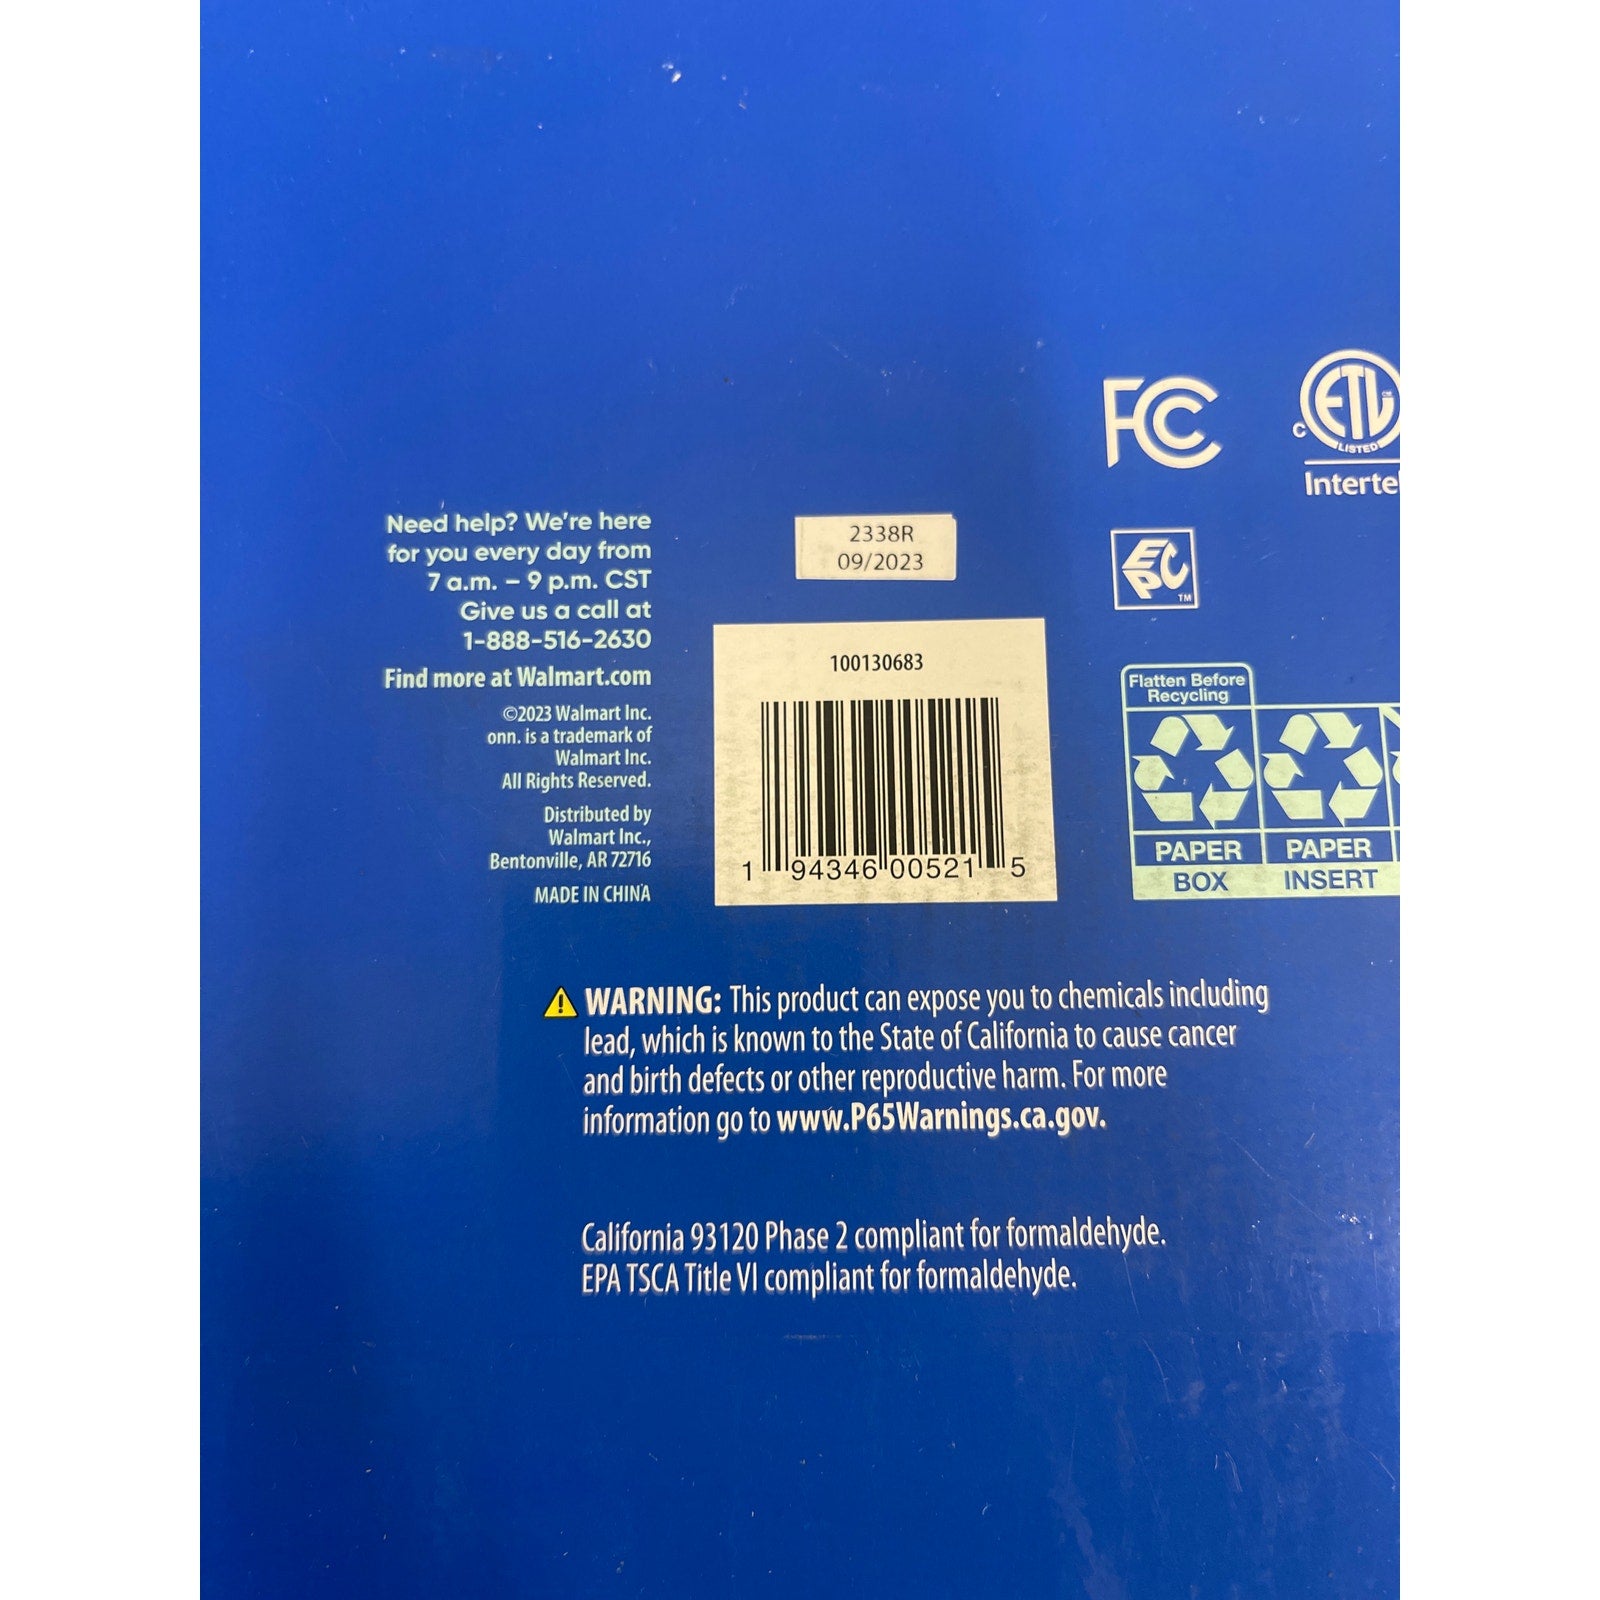 FC
ETL
CM
C
LISTED
Interte
Need help? We're here
for you every day from
7 a.m. – 9 p.m. CST
Give us a call at
1-888-516-2630
Find more at Walmart.com
©2023 Walmart Inc.
onn. is a trademark of
Walmart Inc.
All Rights Reserved.
Distributed by
Walmart Inc.,
Bentonville, AR 72716
MADE IN CHINA
2338R
09/2023
100130683
1 94346 00521 5
EPC
TM
Flatten Before
Recycling
PAPER
BOX
PAPER
INSERT
WARNING: This product can expose you to chemicals including
lead, which is known to the State of California to cause cancer
and birth defects or other reproductive harm. For more
information go to www.P65Warnings.ca.gov.
California 93120 Phase 2 compliant for formaldehyde.
EPA TSCA Title VI compliant for formaldehyde.